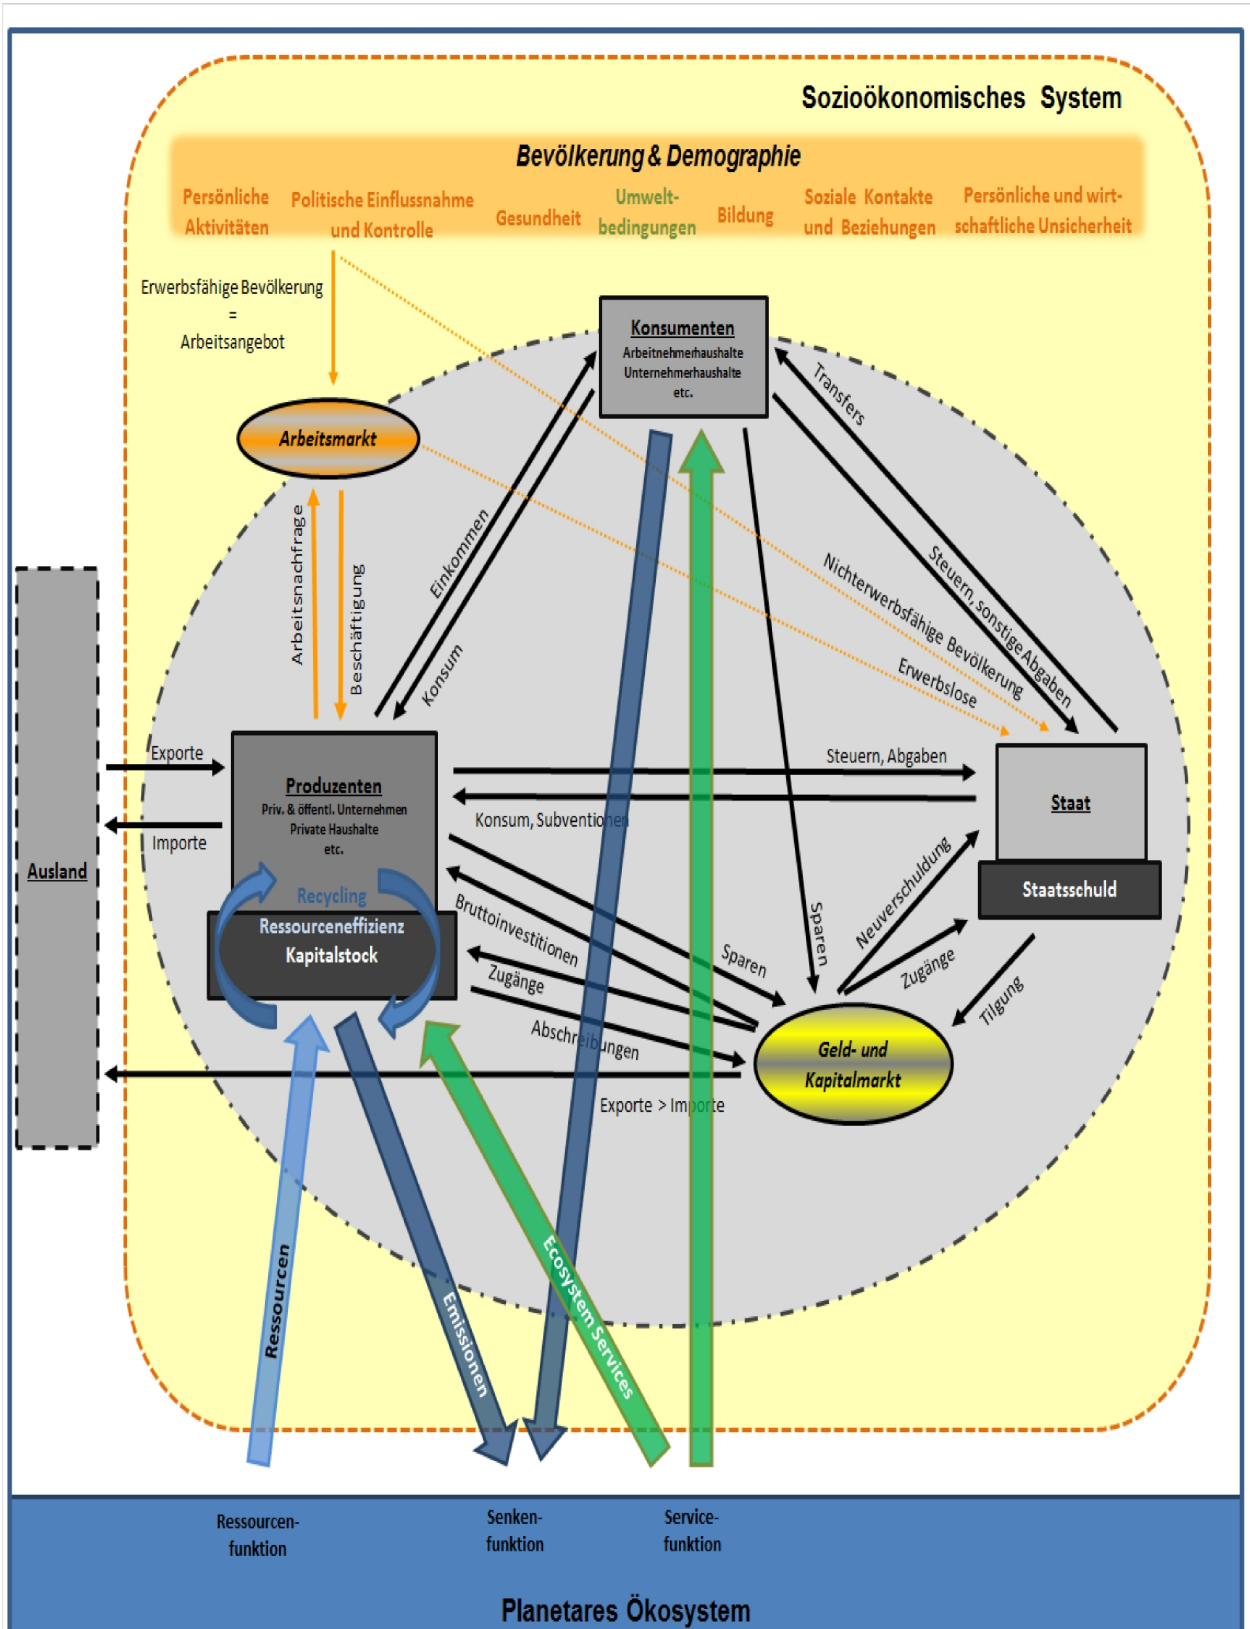 Sozioökonomisches System
Bevölkerung & Demographie
Persönliche
Aktivitäten
Politische Einflussnahme
und Kontrolle
Gesundheit
Umwelt-
bedingungen
Bildung
Soziale Kontakte
und Beziehungen
Persönliche und wirt-
schaftliche Unsicherheit
Erwerbsfähige Bevölkerung
=
Arbeitsangebot
Konsumenten
Arbeitnehmerhaushalte
Unternehmerhaushalte
etc.
Transfers
Arbeitsmarkt
Arbeitsnachfrage
Beschäftigung
Einkommen
Konsum
Steuern, sonstige Abgaben
Nichterwerbsfähige Bevölkerung
Erwerbslose
Exporte
Importe
Ausland
Produzenten
Priv. & öffentl. Unternehmen
Private Haushalte
etc.
Recycling
Ressourceneffizienz
Kapitalstock
Steuern, Abgaben
Konsum, Subventionen
Staat
Staatsschuld
Bruttoinvestitionen
Zugänge
Abschreibungen
Sparen
Sparen
Neuverschuldung
Zugänge
Tilgung
Geld- und
Kapitalmarkt
Exporte > Importe
Ressourcen
Emissionen
Ecosystem Services
Ressourcen-
funktion
Senken-
funktion
Service-
funktion
Planetares Ökosystem